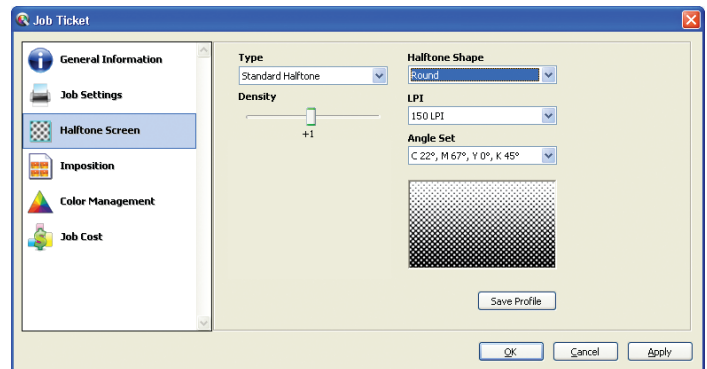 Job Ticket
General Information
Job Settings
Halftone Screen
Imposition
Color Management
Job Cost
Type
Standard Halftone
Density
+1
Halftone Shape
Round
LPI
150 LPI
Angle Set
C 22°, M 67°, Y 0°, K 45°
Save Profile
OK
Cancel
Apply